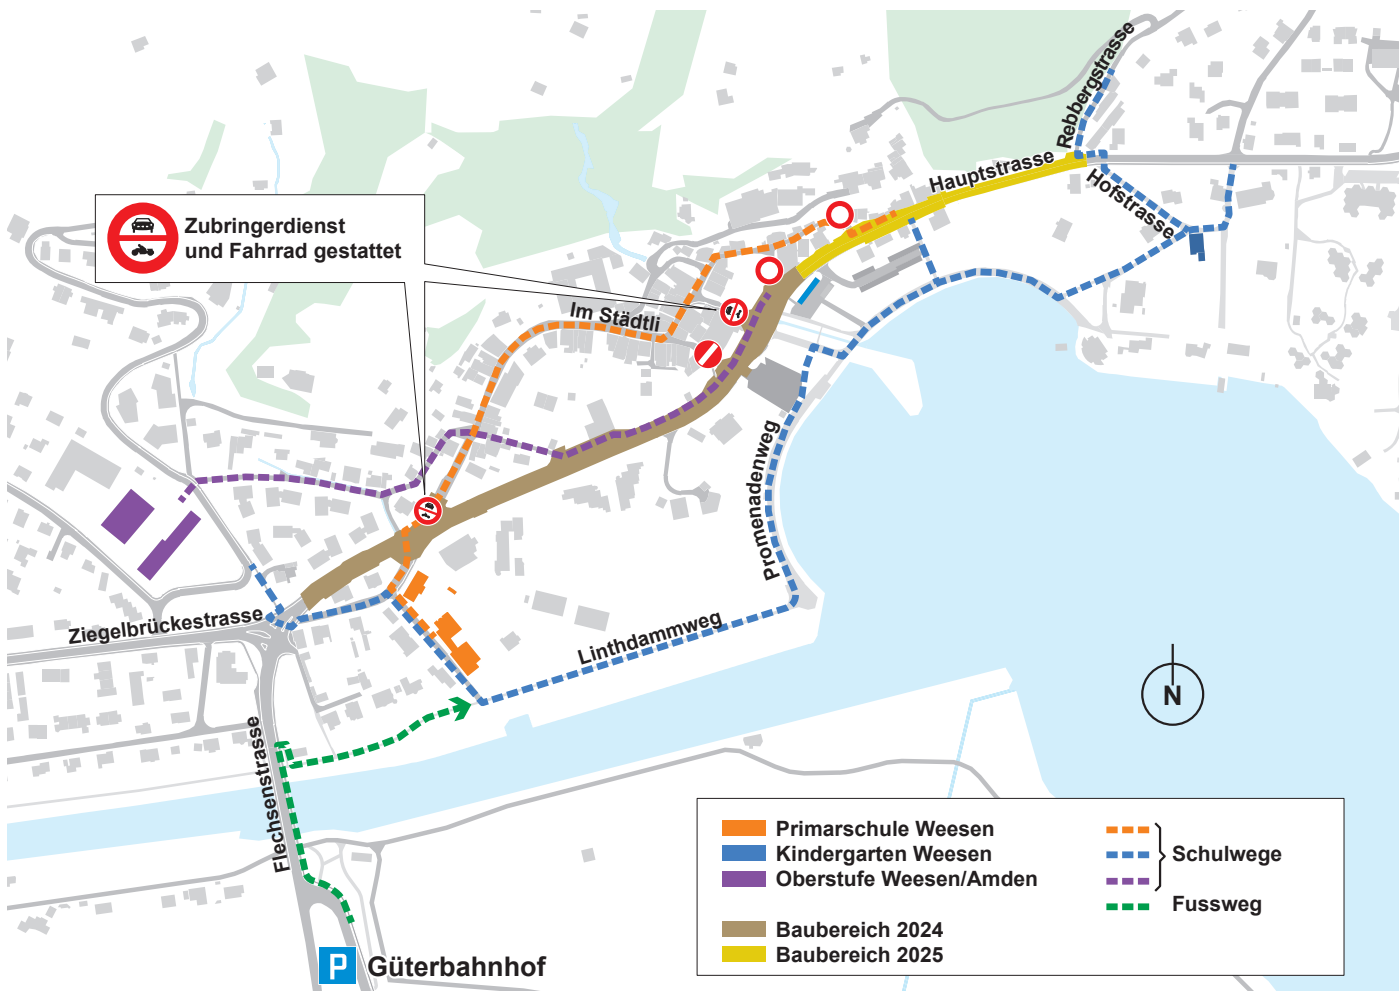 Rebbergstrasse
Hauptstrasse
Hofstrasse
Zubringerdienst
und Fahrrad gestattet
Im Städtli
Promenadenweg
Ziegelbrückestrasse
Linthdammweg
Flechsenstrasse
N
P Güterbahnhof
Primarschule Weesen
Kindergarten Weesen
Oberstufe Weesen/Amden
Baubereich 2024
Baubereich 2025
Schulwege
Fussweg